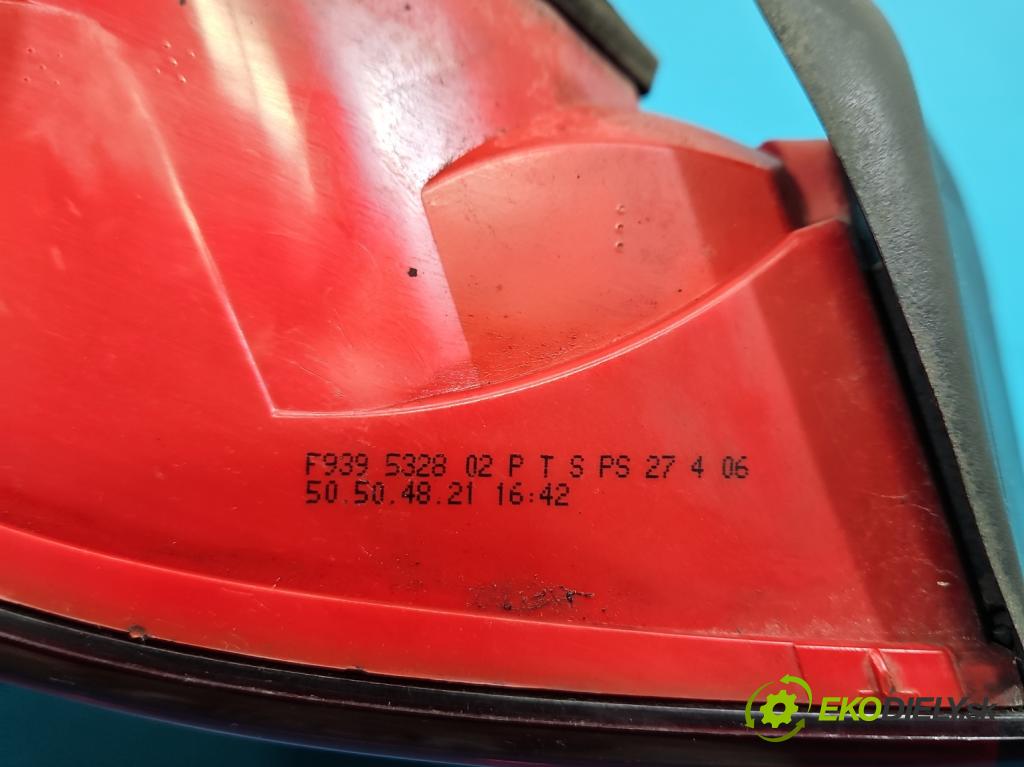 F939 5328 02 P T S PS 27 4 06
50.50.48.21 16:42
EKODIELY.sk